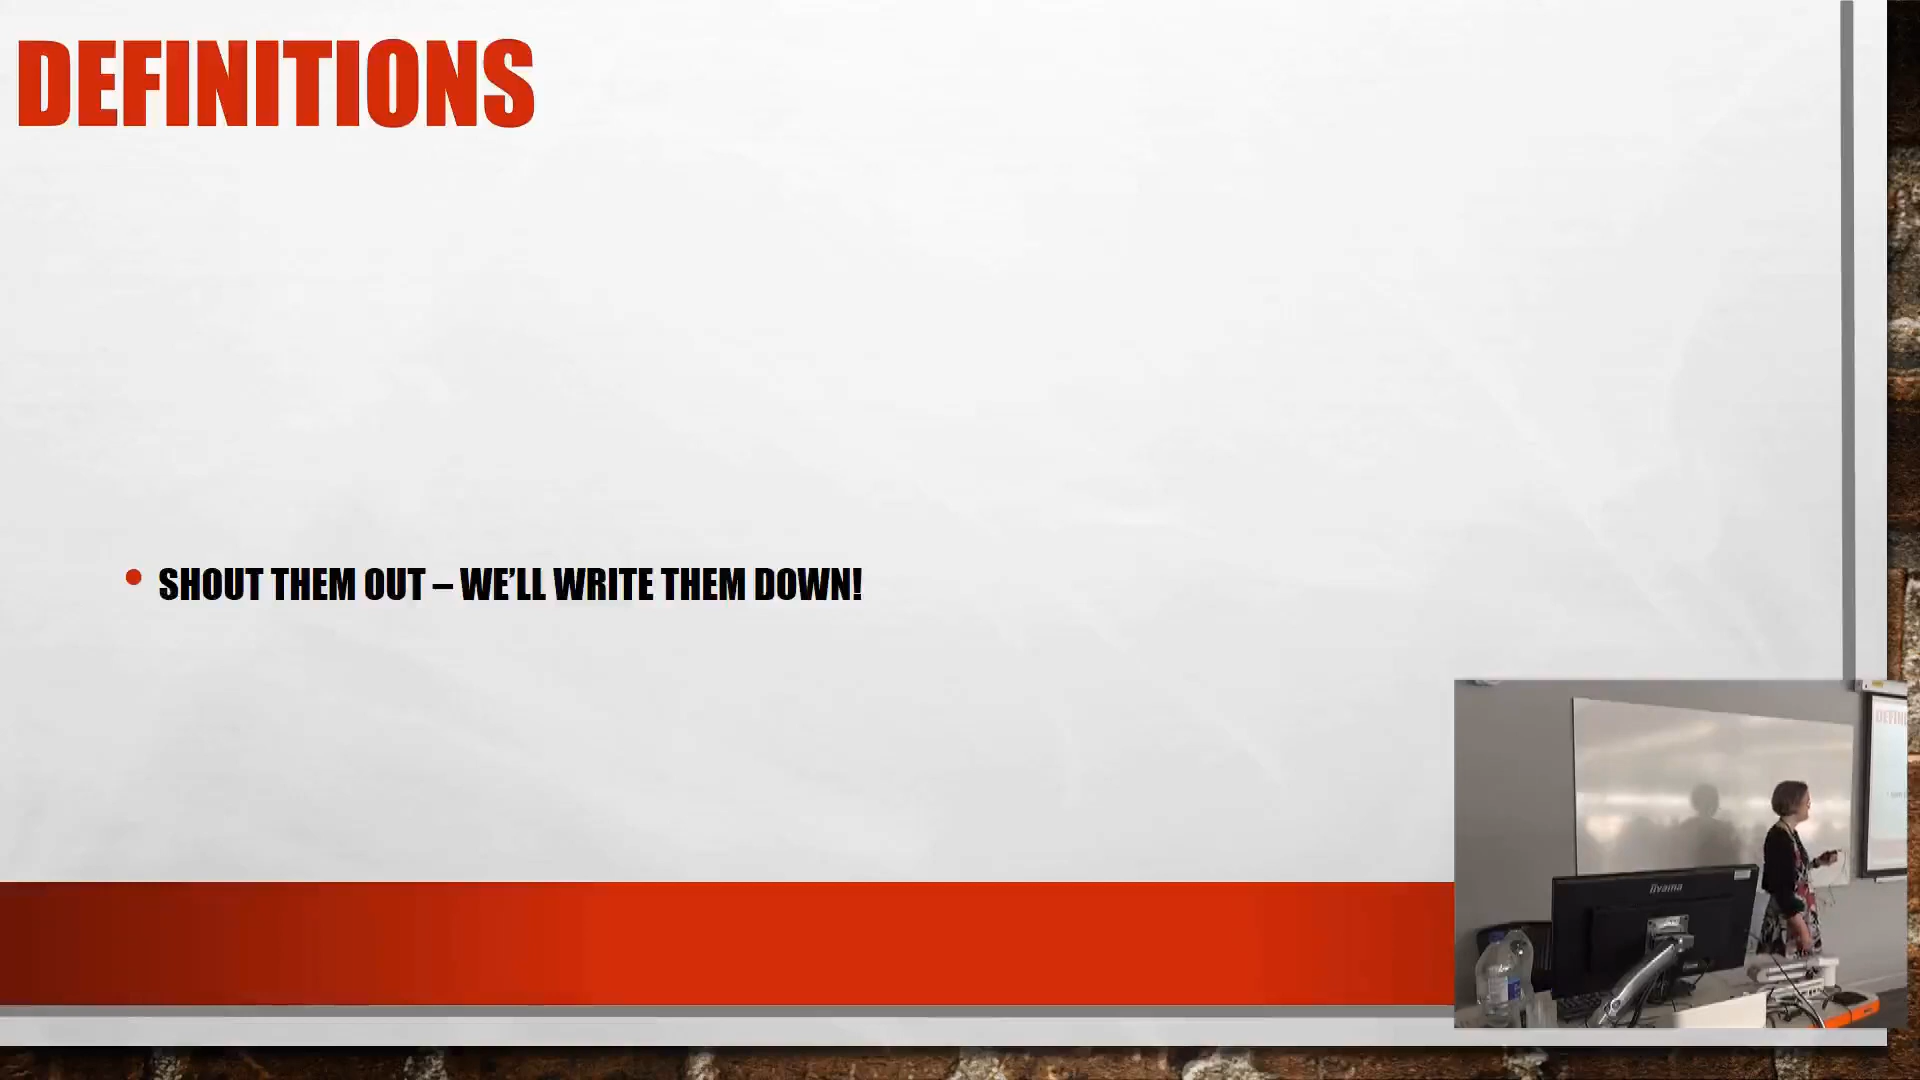 DEFINITIONS
SHOUT THEM OUT – WE'LL WRITE THEM DOWN!
iiyama